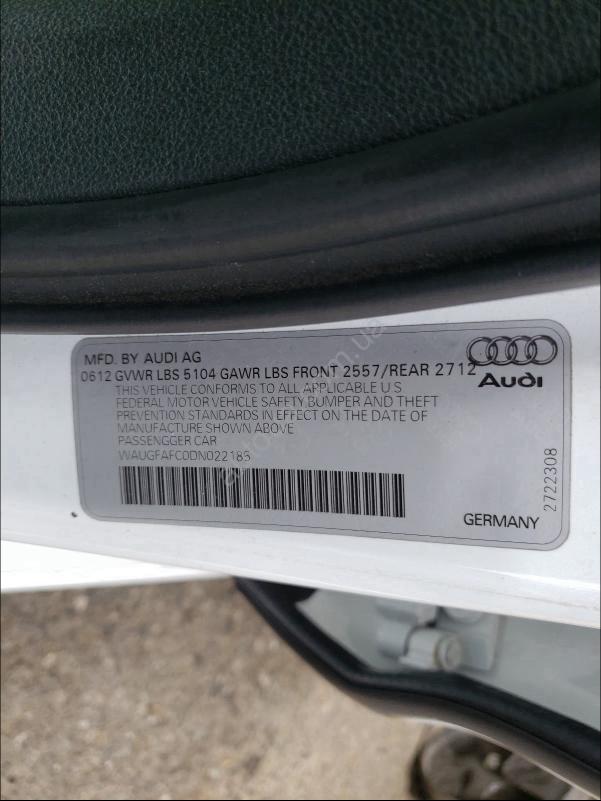 MFD. BY AUDI AG
0612 GVWR LBS 5104 GAWR LBS FRONT 2557/REAR 2712
THIS VEHICLE CONFORMS TO ALL APPLICABLE U S
FEDERAL MOTOR VEHICLE SAFETY BUMPER AND THEFT
PREVENTION STANDARDS IN EFFECT ON THE DATE OF
MANUFACTURE SHOWN ABOVE
PASSENGGER CAR
WAUGFAFC0DN022183
Audi
2722308
GERMANY